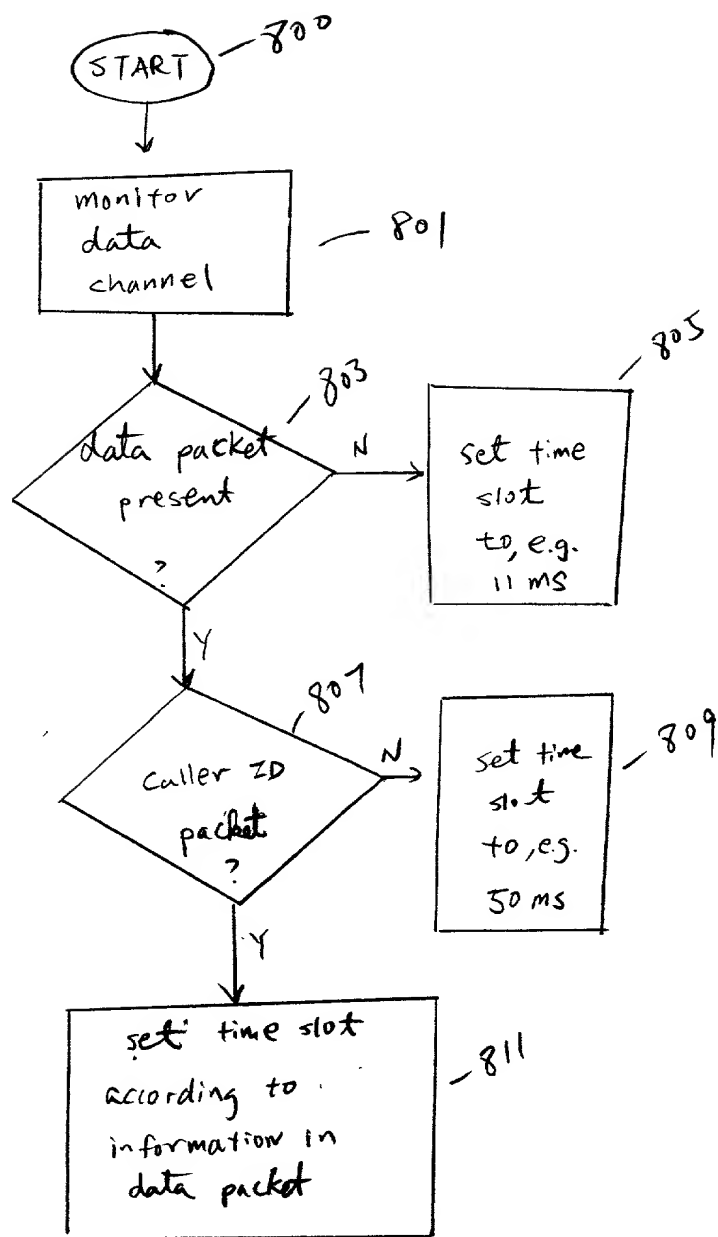 START
800
monitor
data
channel
801
data packet
present
?
803
N
set time
slot
to, e.g.
11 ms
805
Y
Caller ID
packet
?
807
N
set time
slot
to, e.g.
50 ms
809
Y
set time slot
according to
information in
data packet
811